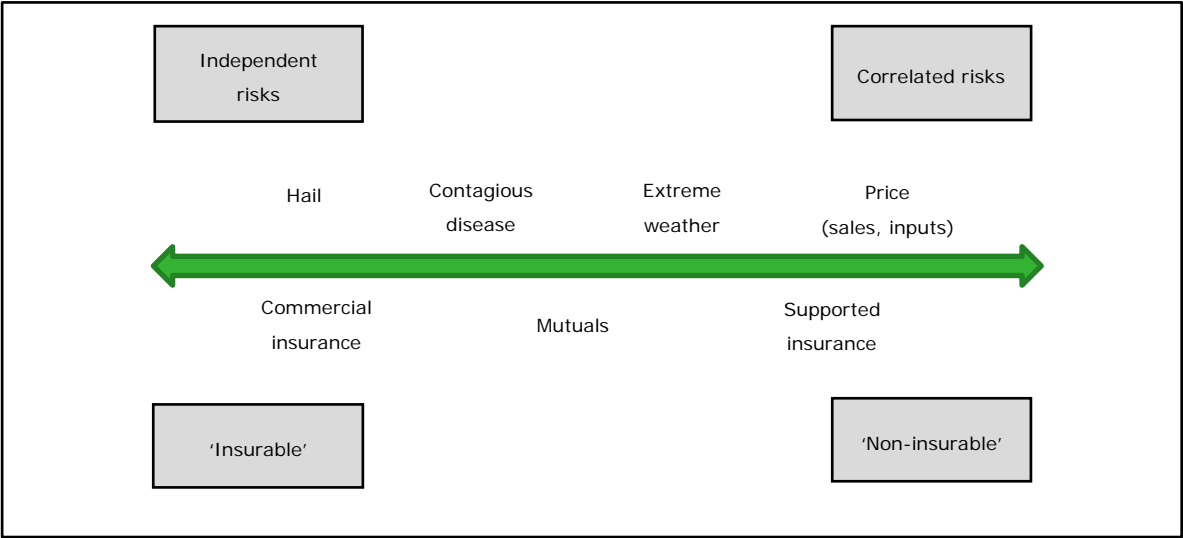 Independent
risks
Correlated risks
Hail
Contagious
disease
Extreme
weather
Price
(sales, inputs)
Commercial
insurance
Mutuals
Supported
insurance
‘Insurable’
‘Non-insurable’